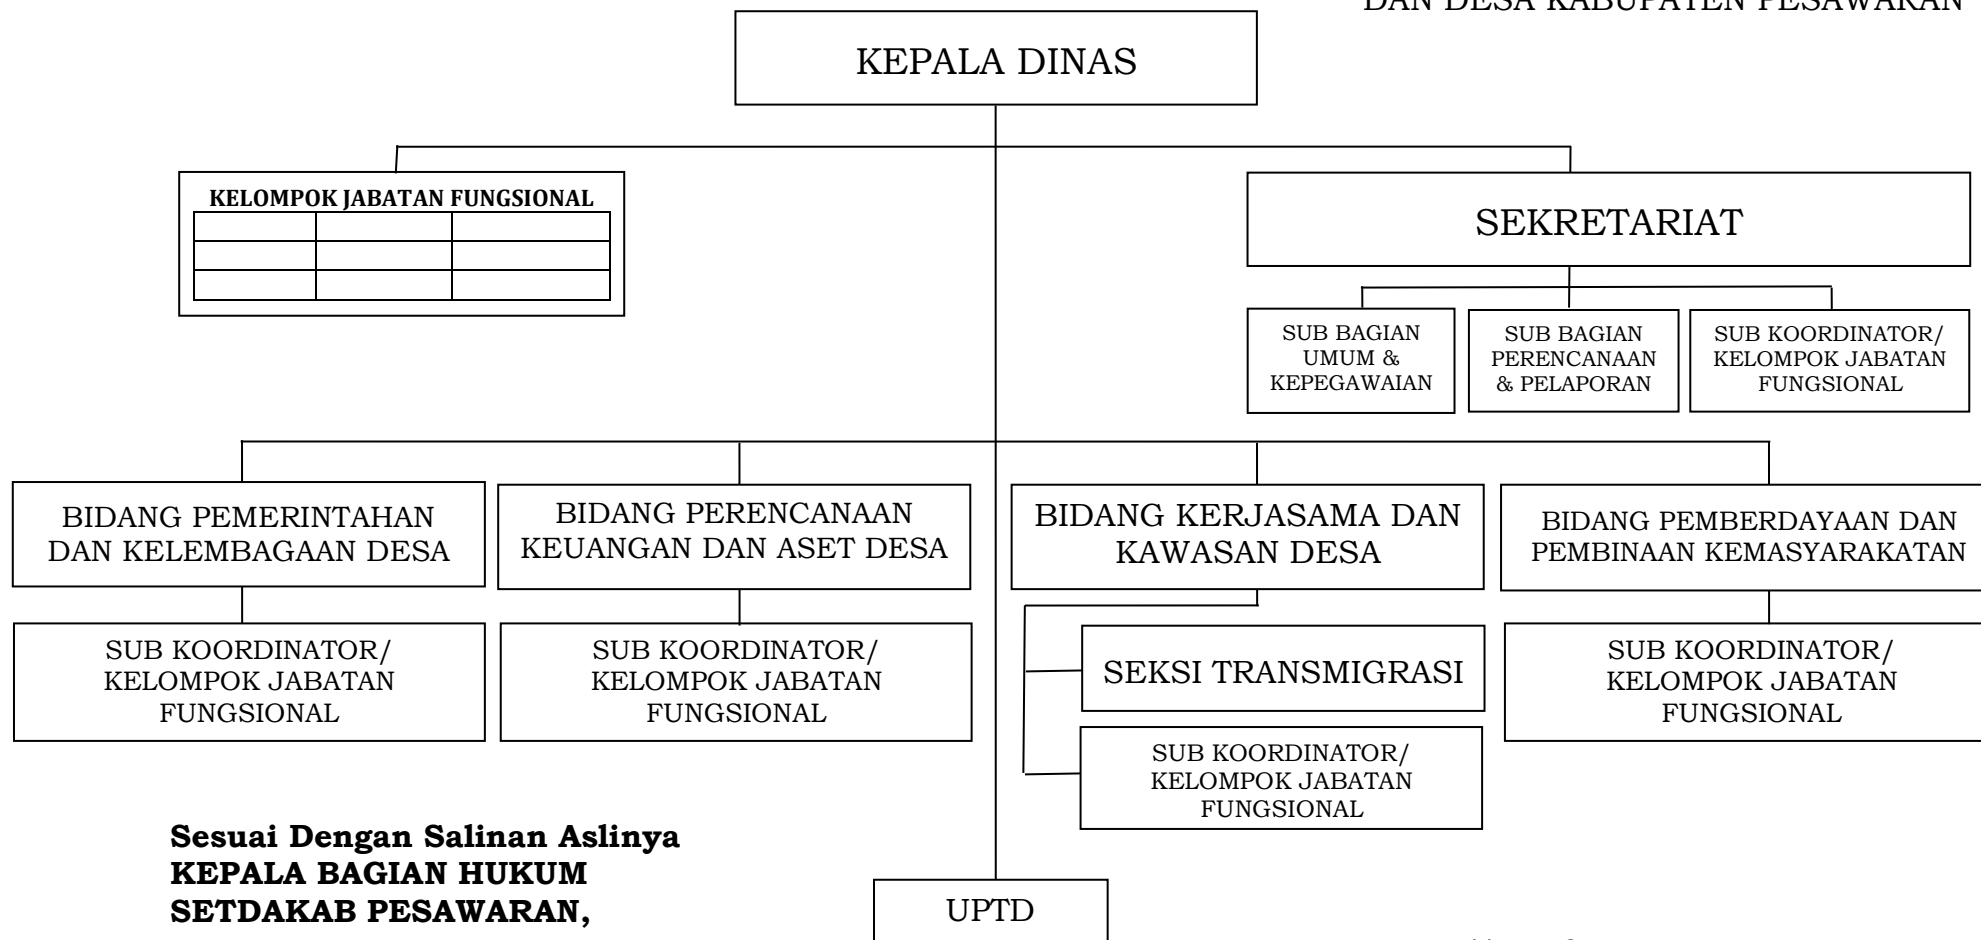 DAN DESA KABUPATEN PESAWARAN
KEPALA DINAS
KELOMPOK JABATAN FUNGSIONAL
SEKRETARIAT
SUB BAGIAN
UMUM &
KEPEGAWAIAN
SUB BAGIAN
PERENCANAAN
& PELAPORAN
SUB KOORDINATOR/
KELOMPOK JABATAN
FUNGSIONAL
BIDANG PEMERINTAHAN
DAN KELEMBAGAAN DESA
BIDANG PERENCANAAN
KEUANGAN DAN ASET DESA
BIDANG KERJASAMA DAN
KAWASAN DESA
BIDANG PEMBERDAYAAN DAN
PEMBINAAN KEMASYARAKATAN
SUB KOORDINATOR/
KELOMPOK JABATAN
FUNGSIONAL
SUB KOORDINATOR/
KELOMPOK JABATAN
FUNGSIONAL
SEKSI TRANSMIGRASI
SUB KOORDINATOR/
KELOMPOK JABATAN
FUNGSIONAL
SUB KOORDINATOR/
KELOMPOK JABATAN
FUNGSIONAL
Sesuai Dengan Salinan Aslinya
KEPALA BAGIAN HUKUM
SETDAKAB PESAWARAN,
UPTD